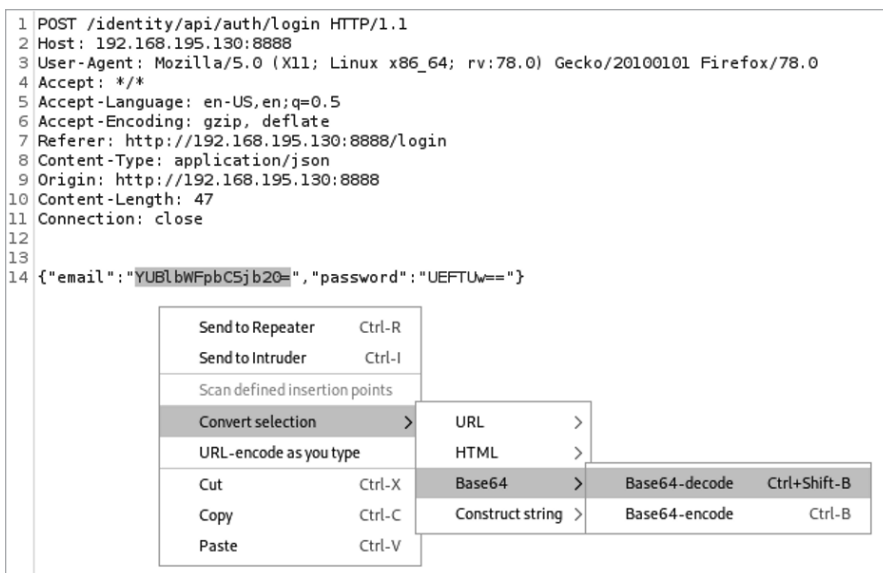 1 POST /identity/api/auth/login HTTP/1.1
2 Host: 192.168.195.130:8888
3 User-Agent: Mozilla/5.0 (X11; Linux x86_64; rv:78.0) Gecko/20100101 Firefox/78.0
4 Accept: */*
5 Accept-Language: en-US,en;q=0.5
6 Accept-Encoding: gzip, deflate
7 Referer: http://192.168.195.130:8888/login
8 Content-Type: application/json
9 Origin: http://192.168.195.130:8888
10 Content-Length: 47
11 Connection: close
12
13
14 {"email":"YUBlbWFpbC5jb20=","password":"UEFTUw=="}
Send to Repeater Ctrl-R
Send to Intruder Ctrl-I
Scan defined insertion points
Convert selection >
URL-encode as you type
Cut Ctrl-X
Copy Ctrl-C
Paste Ctrl-V
URL >
HTML >
Base64 >
Construct string >
Base64-decode Ctrl+Shift-B
Base64-encode Ctrl-B